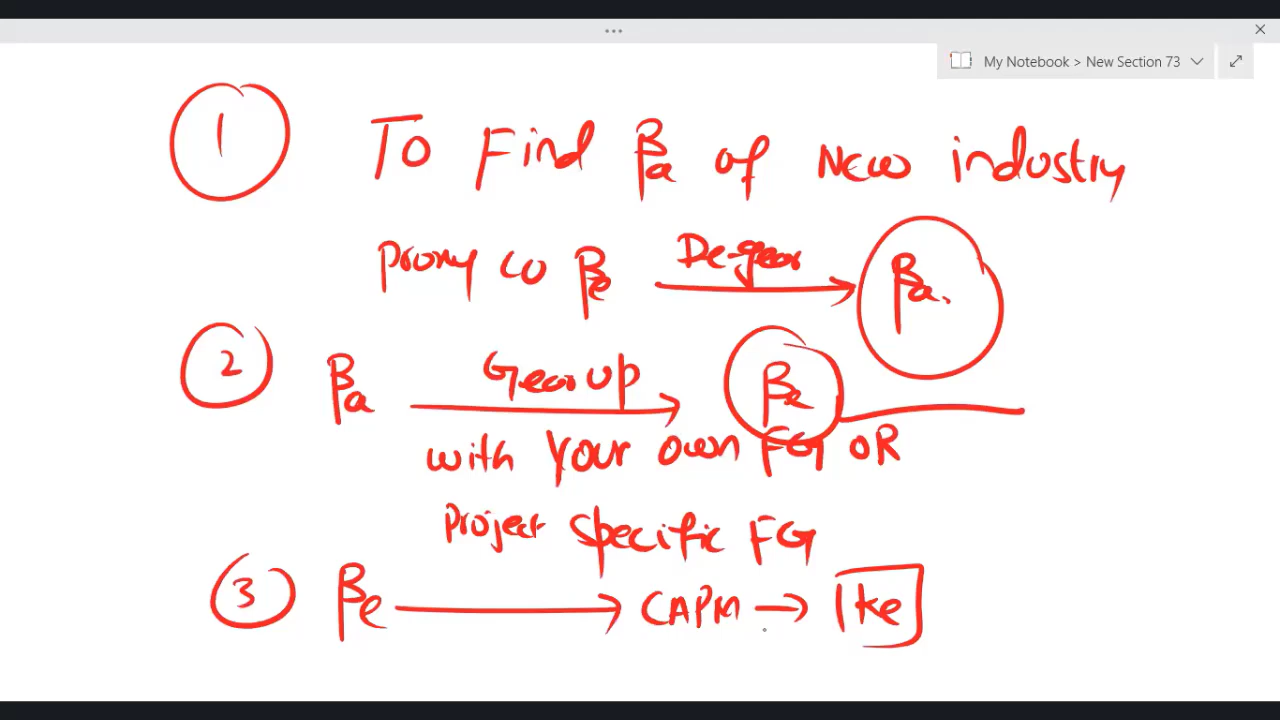 My Notebook > New Section 73
1 To Find βa of New industry
Proxy co βe De-gear βa.
2 βa Gear up βe
with Your own FG OR
Project Specific FG
3 βe → CAPM → ke